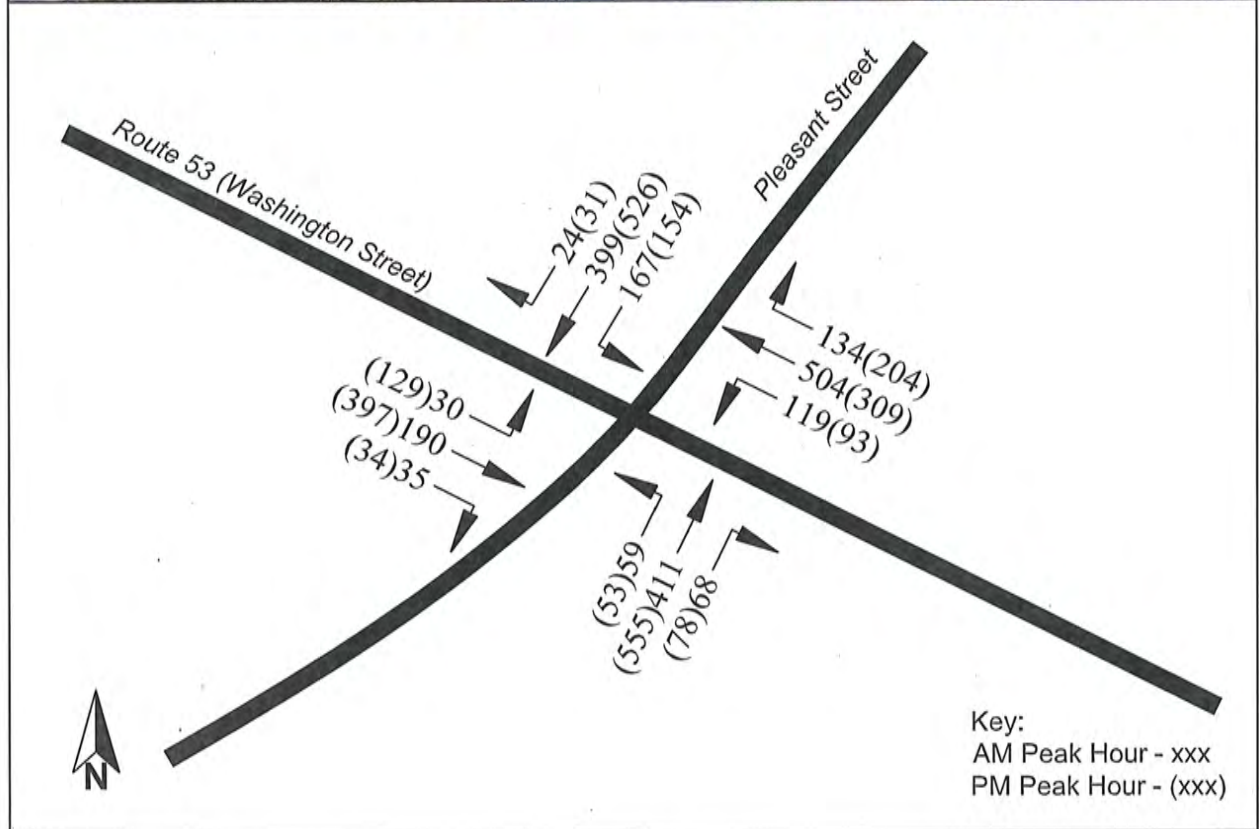 Route 53 (Washington Street)
Pleasant Street
24(31)
399(526)
167(154)
134(204)
504(309)
119(93)
(129)30
(397)190
(34)35
(53)59
(555)411
(78)68
N
Key:
AM Peak Hour - xxx
PM Peak Hour - (xxx)